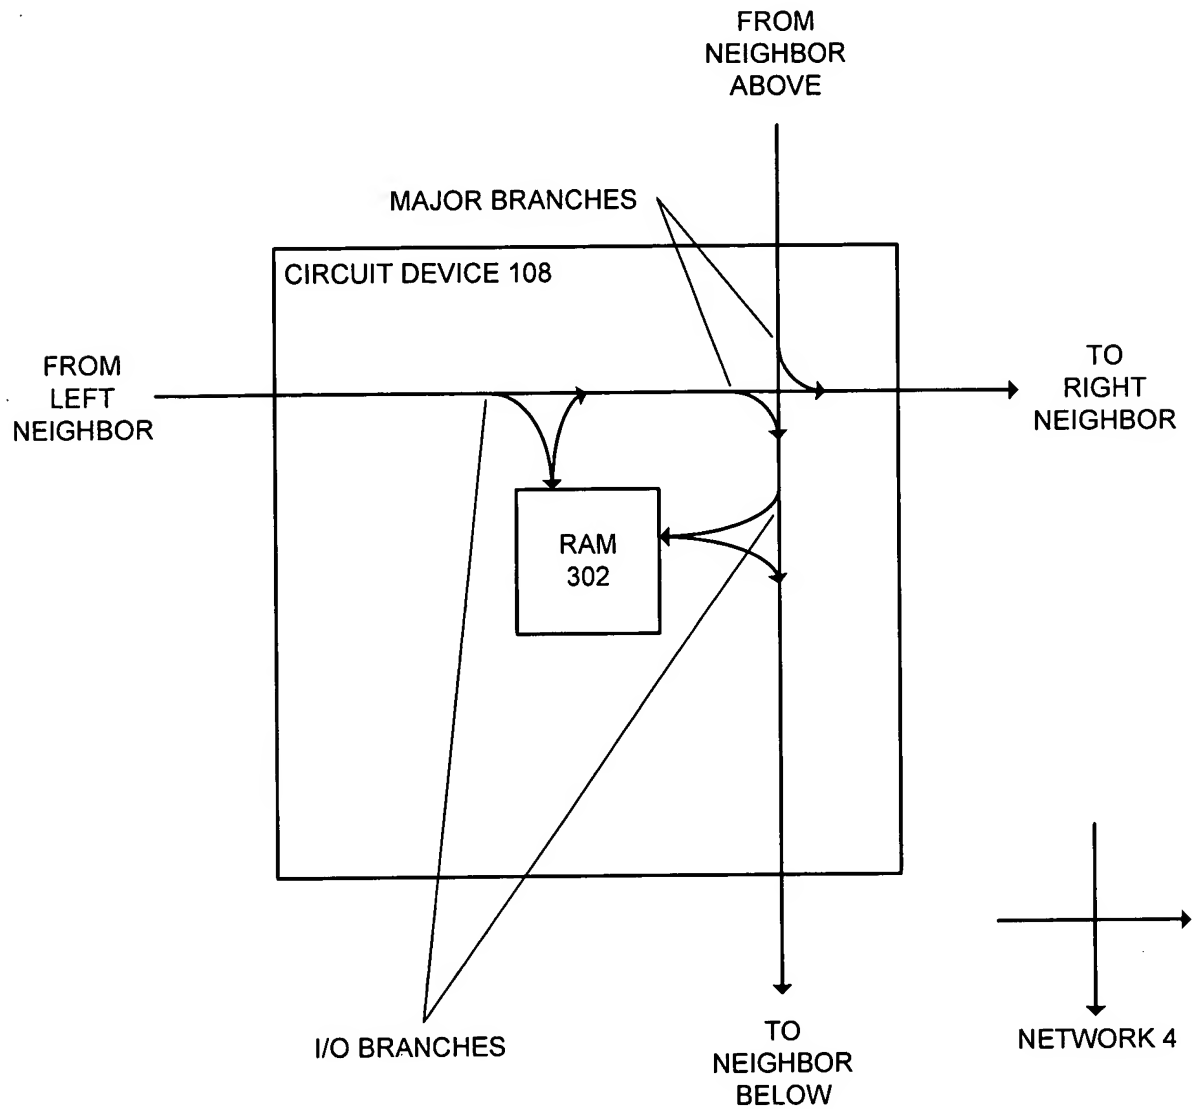 FROM
NEIGHBOR
ABOVE
MAJOR BRANCHES
CIRCUIT DEVICE 108
FROM
LEFT
NEIGHBOR
TO
RIGHT
NEIGHBOR
RAM
302
I/O BRANCHES
TO
NEIGHBOR
BELOW
NETWORK 4